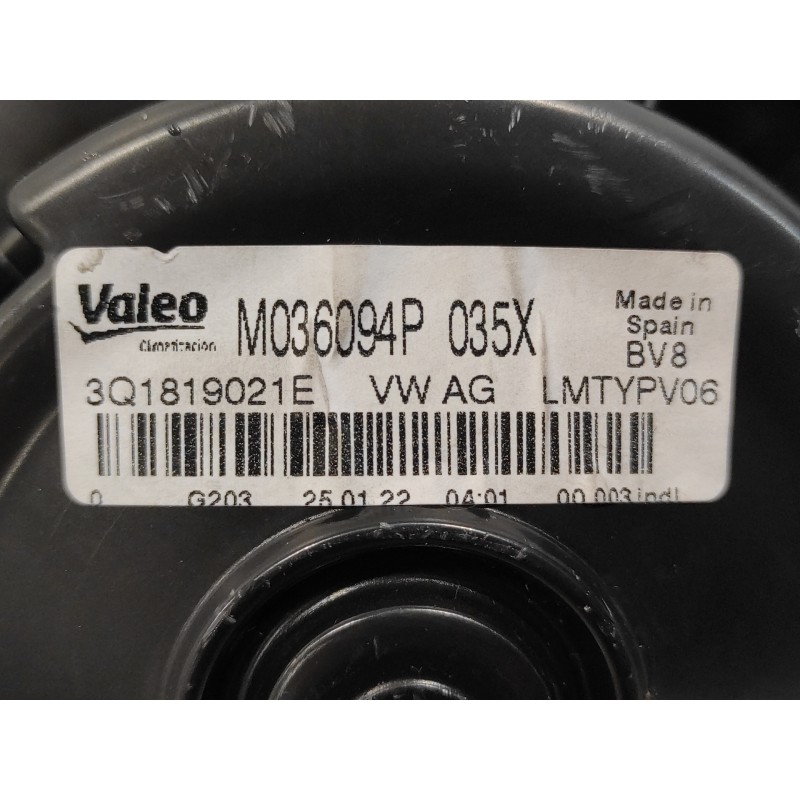 Valeo M036094P 035X Made in
Climatización Spain
BV8
3Q1819021E VW AG LMTYPV06
0 G203 25.01.22 04:01 00.003 indl